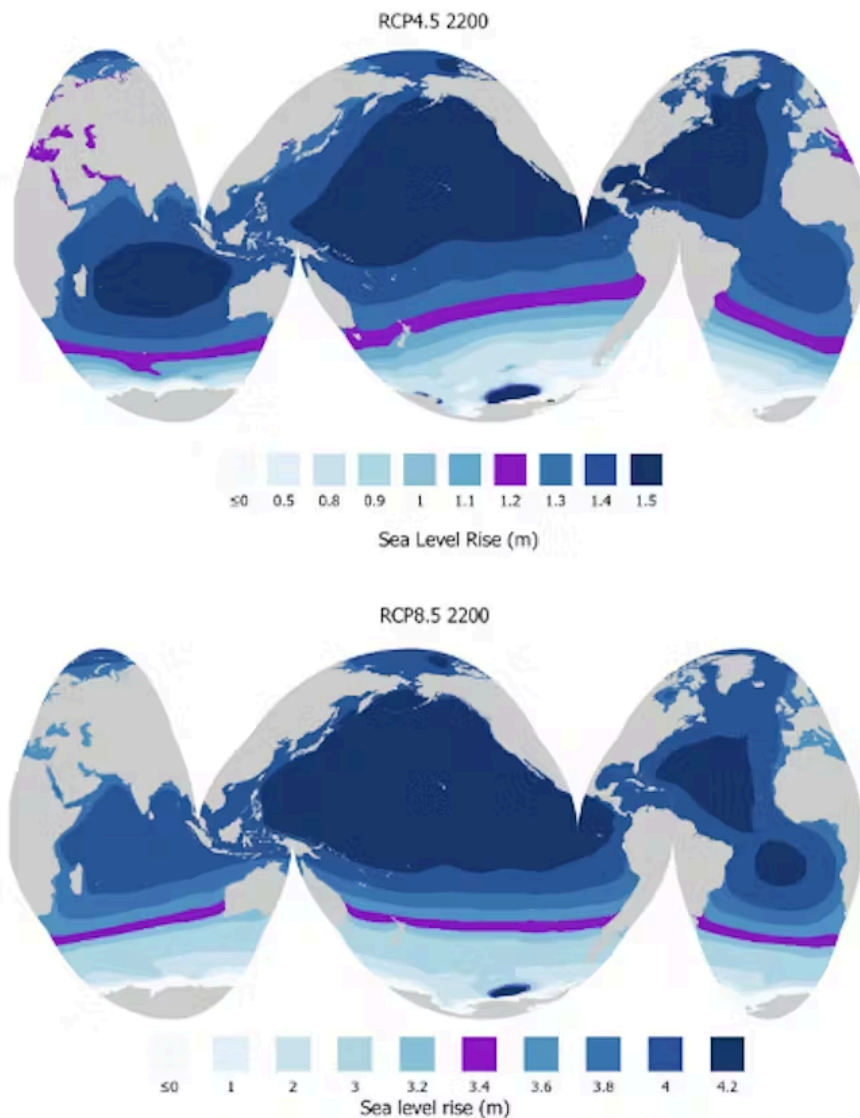 RCP4.5 2200
≤0 0.5 0.8 0.9 1 1.1 1.2 1.3 1.4 1.5
Sea Level Rise (m)
RCP8.5 2200
≤0 1 2 3 3.2 3.4 3.6 3.8 4 4.2
Sea level rise (m)